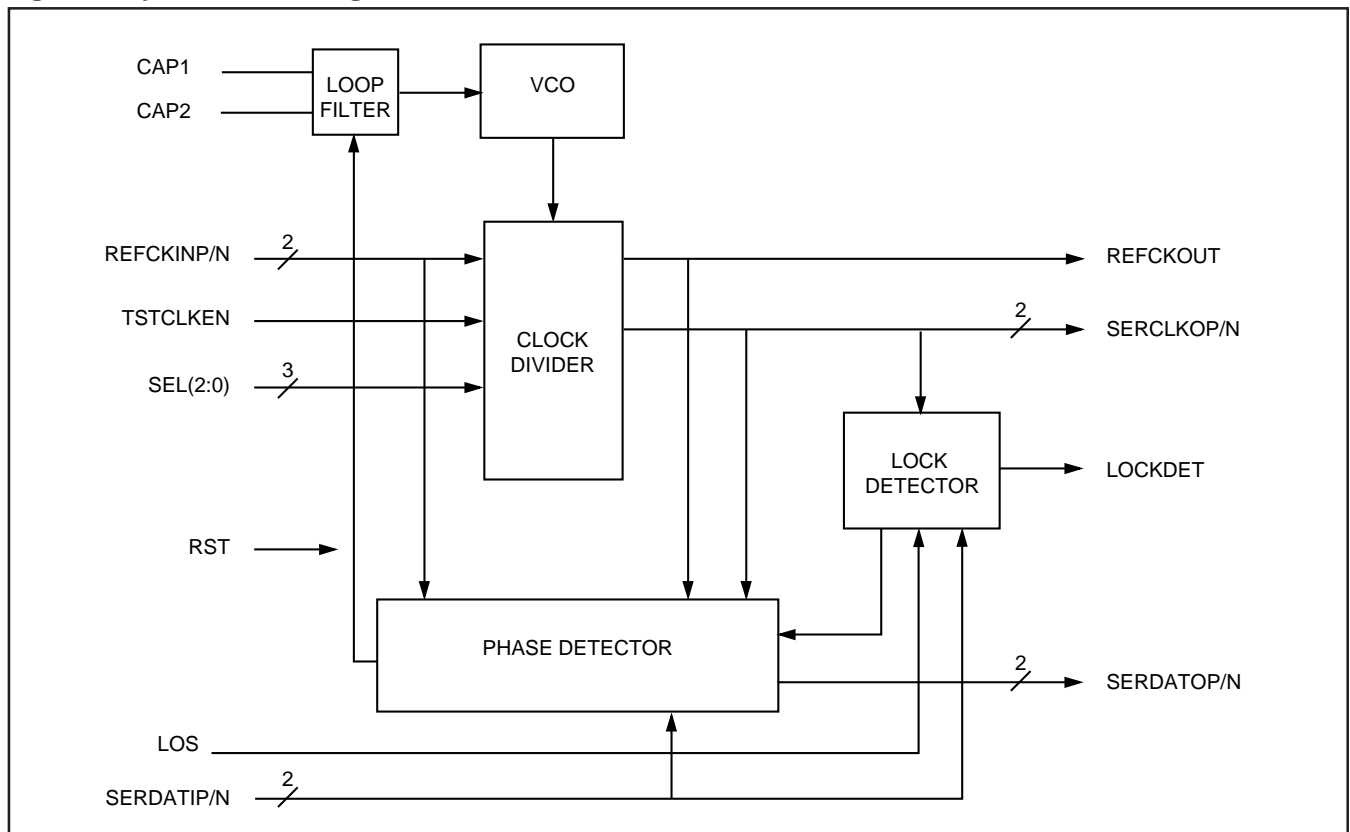 CAP1
CAP2
LOOP
FILTER
VCO
REFCKINP/N
2
TSTCLKEN
SEL(2:0)
3
CLOCK
DIVIDER
REFCKOUT
2
SERCLKOP/N
LOCK
DETECTOR
LOCKDET
RST
PHASE DETECTOR
2
SERDATOP/N
LOS
SERDATIP/N
2